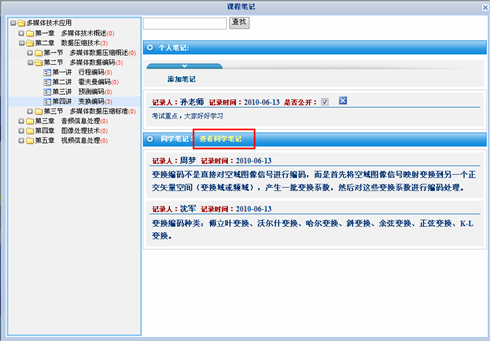 课程笔记
多媒体技术应用
第一章 多媒体技术概述(0)
第二章 数据压缩技术(3)
第一节 多媒体数据压缩概述(0)
第二节 多媒体数据编码(3)
第一讲 行程编码(0)
第二讲 霍夫曼编码(0)
第三讲 预测编码(0)
第四讲 变换编码(3)
第三节 多媒体数据压缩标准(0)
第三章 音频信息处理(0)
第四章 图像处理技术(0)
第五章 视频信息处理(0)
查找
个人笔记:
添加笔记
记录人：孙老师 记录时间：2010-06-13 是否公开：
考试重点，大家好好学习
同学笔记： 查看同学笔记
记录人：周梦 记录时间：2010-06-13
变换编码不是直接对空域图像信号进行编码，而是首先将空域图像信号映射变换到另一个正
交矢量空间（变换域或频域），产生一批变换系数，然后对这些变换系数进行编码处理。
记录人：沈军 记录时间：2010-06-13
变换编码种类：傅立叶变换、沃尔什变换、哈尔变换、斜变换、余弦变换、正弦变换、K-L
变换。